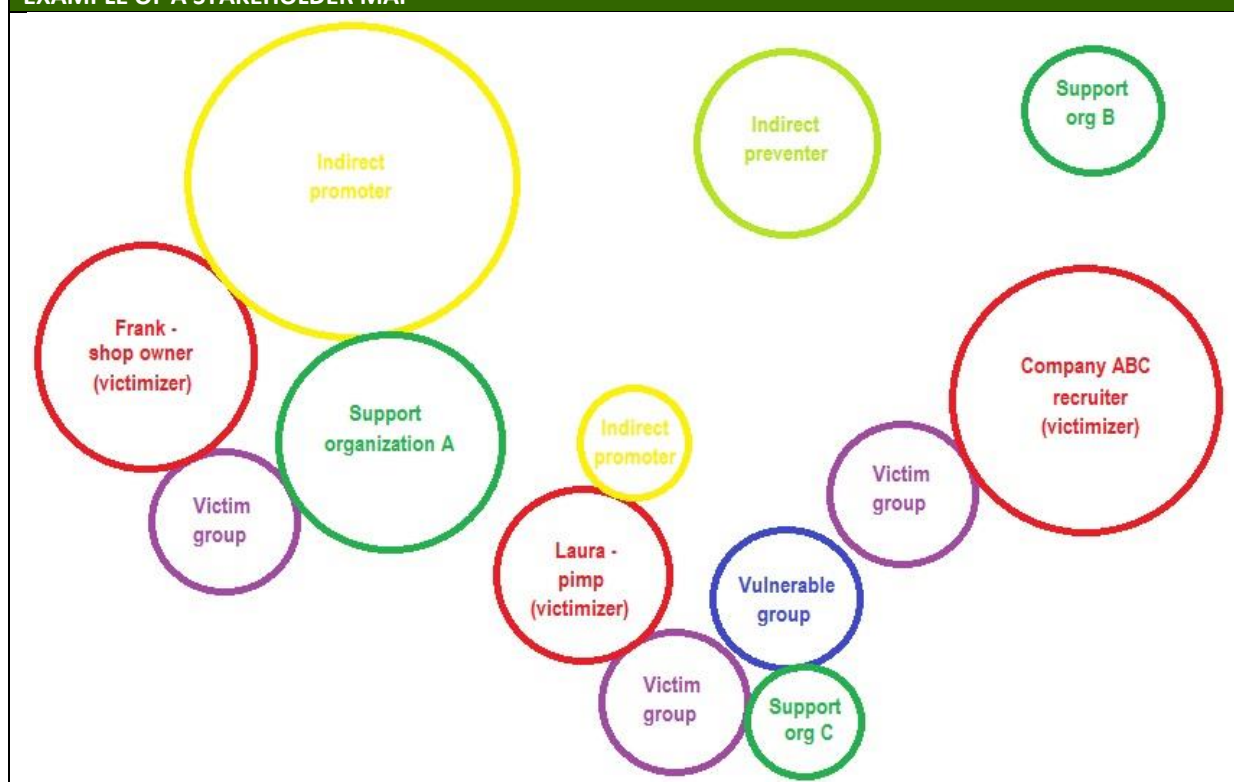 EXAMPLE OF A STAKEHOLDER MAP
Indirect
promoter
Indirect
preventer
Support
org B
Frank -
shop owner
(victimizer)
Support
organization A
Indirect
promoter
Company ABC
recruiter
(victimizer)
Victim
group
Victim
group
Laura -
pimp
(victimizer)
Vulnerable
group
Victim
group
Support
org C